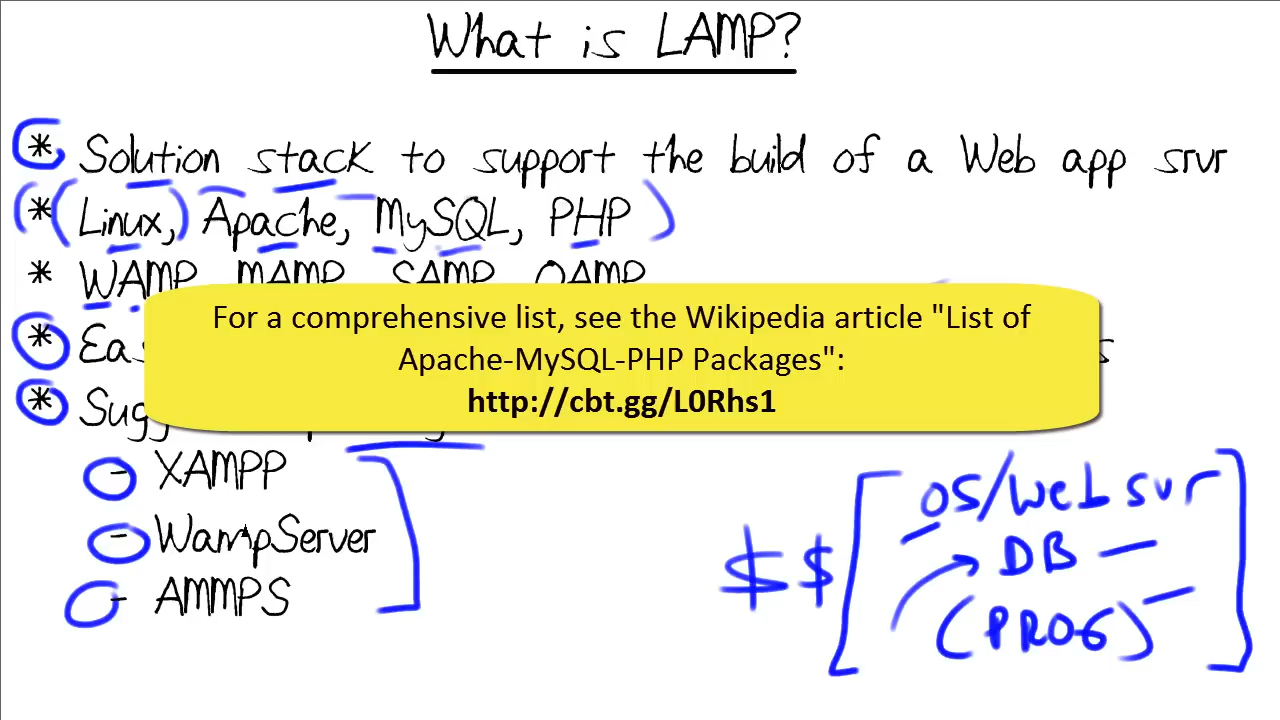 What is LAMP?
* Solution stack to support the build of a Web app srvr
* (Linux,) Apache, MySQL, PHP)
* WAMP, MAMP, SAMP, OAMP
For a comprehensive list, see the Wikipedia article "List of
Apache-MySQL-PHP Packages":
http://cbt.gg/L0Rhs1
- XAMPP
- WampServer
- AMMPS
$$
OS/Web svr
DB
(PROG)